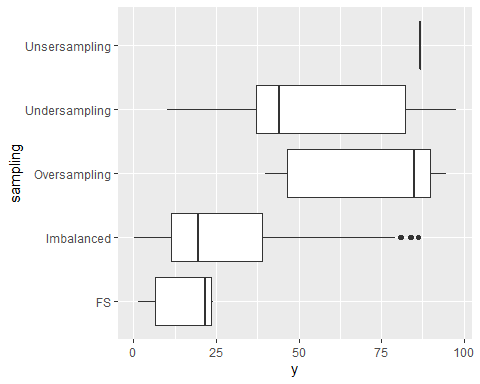 Unsersampling
Undersampling
Oversampling
Imbalanced
FS
sampling
0 25 50 75 100
y